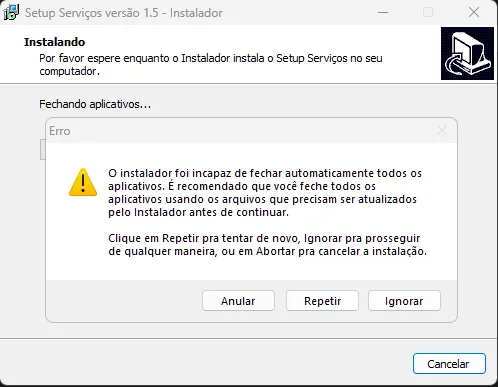 Setup Serviços versão 1.5 - Instalador
Instalando
Por favor espere enquanto o Instalador instala o Setup Serviços no seu
computador.
Fechando aplicativos...
Erro
O instalador foi incapaz de fechar automaticamente todos os
aplicativos. É recomendado que você feche todos os
aplicativos usando os arquivos que precisam ser atualizados
pelo Instalador antes de continuar.
Clique em Repetir pra tentar de novo, Ignorar pra prosseguir
de qualquer maneira, ou em Abortar pra cancelar a instalação.
Anular
Repetir
Ignorar
Cancelar